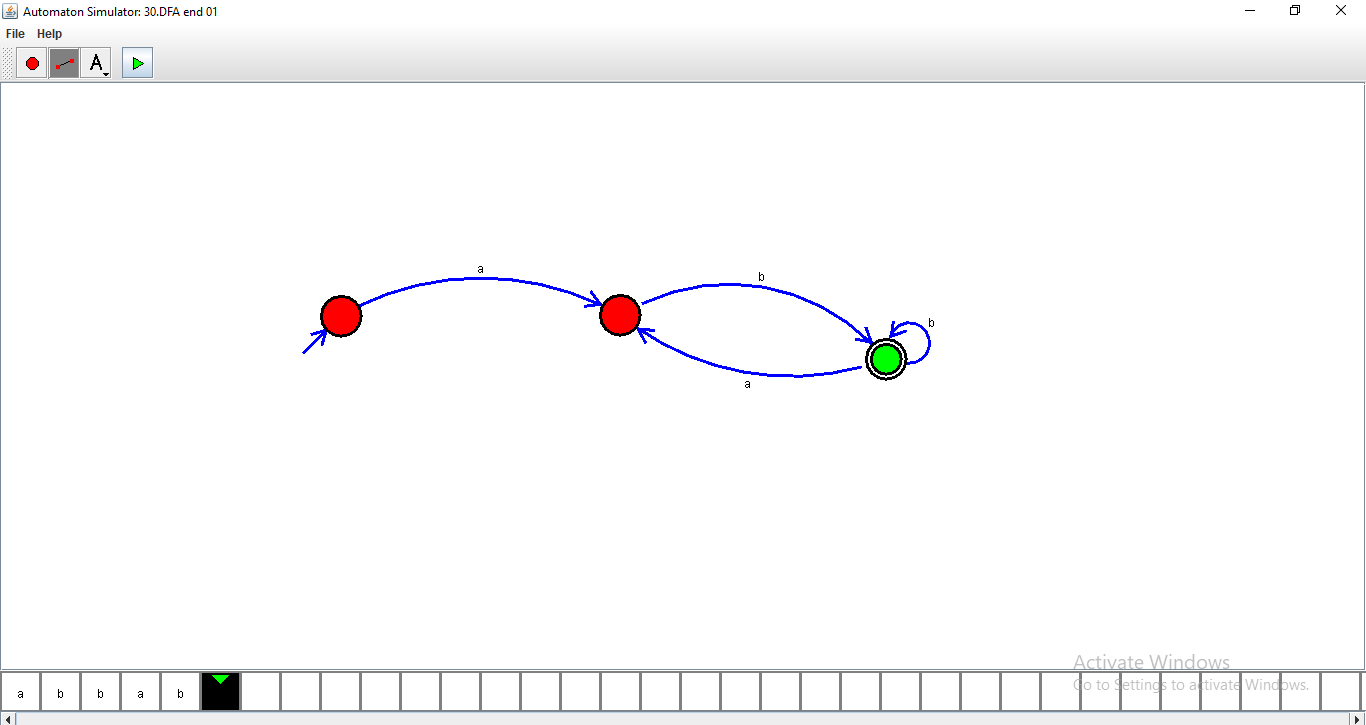 Automaton Simulator: 30.DFA end 01
File Help
A
a
b
b
a
Activate Windows
Go to Settings to activate Windows.
a b b a b